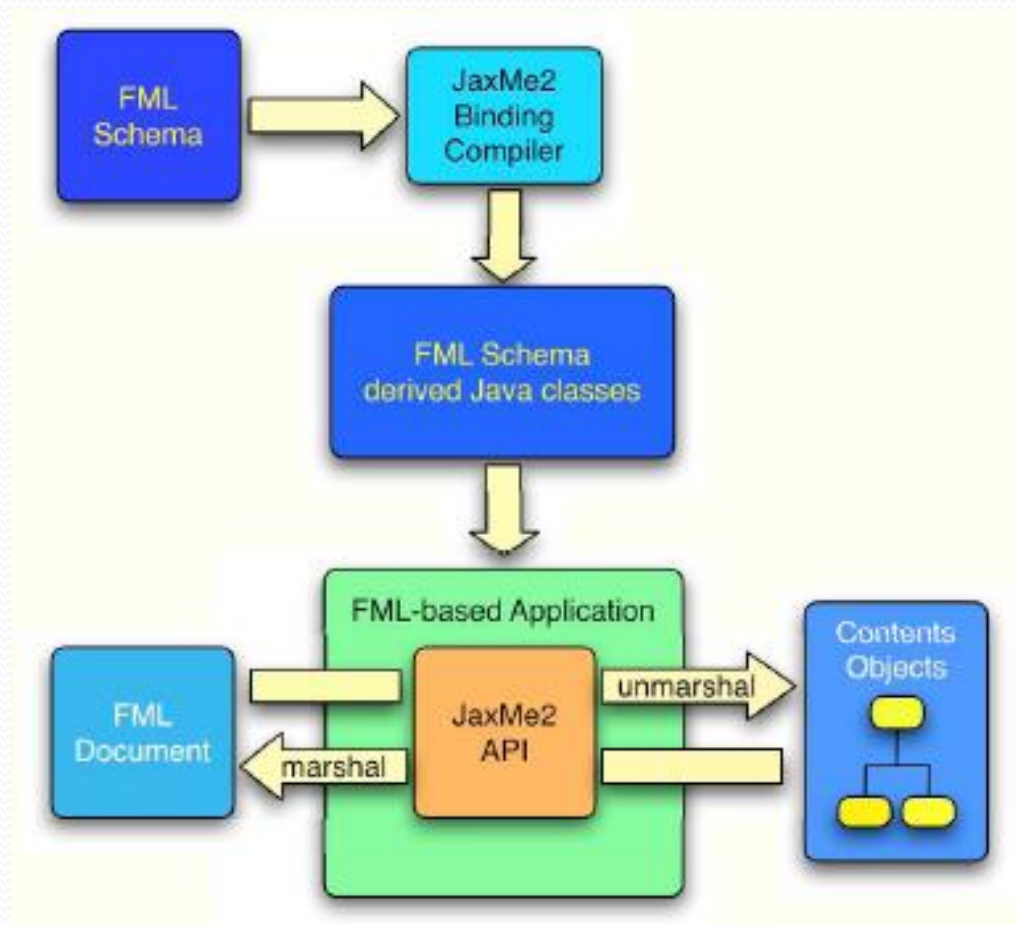 FML
Schema
JaxMe2
Binding
Compiler
FML Schema
derived Java classes
FML-based Application
Contents
Objects
FML
Document
JaxMe2
API
unmarshal
marshal